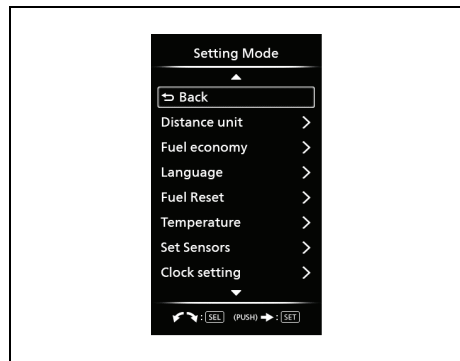 Setting Mode
Back
Distance unit
Fuel economy
Language
Fuel Reset
Temperature
Set Sensors
Clock setting
: SEL (PUSH) : SET